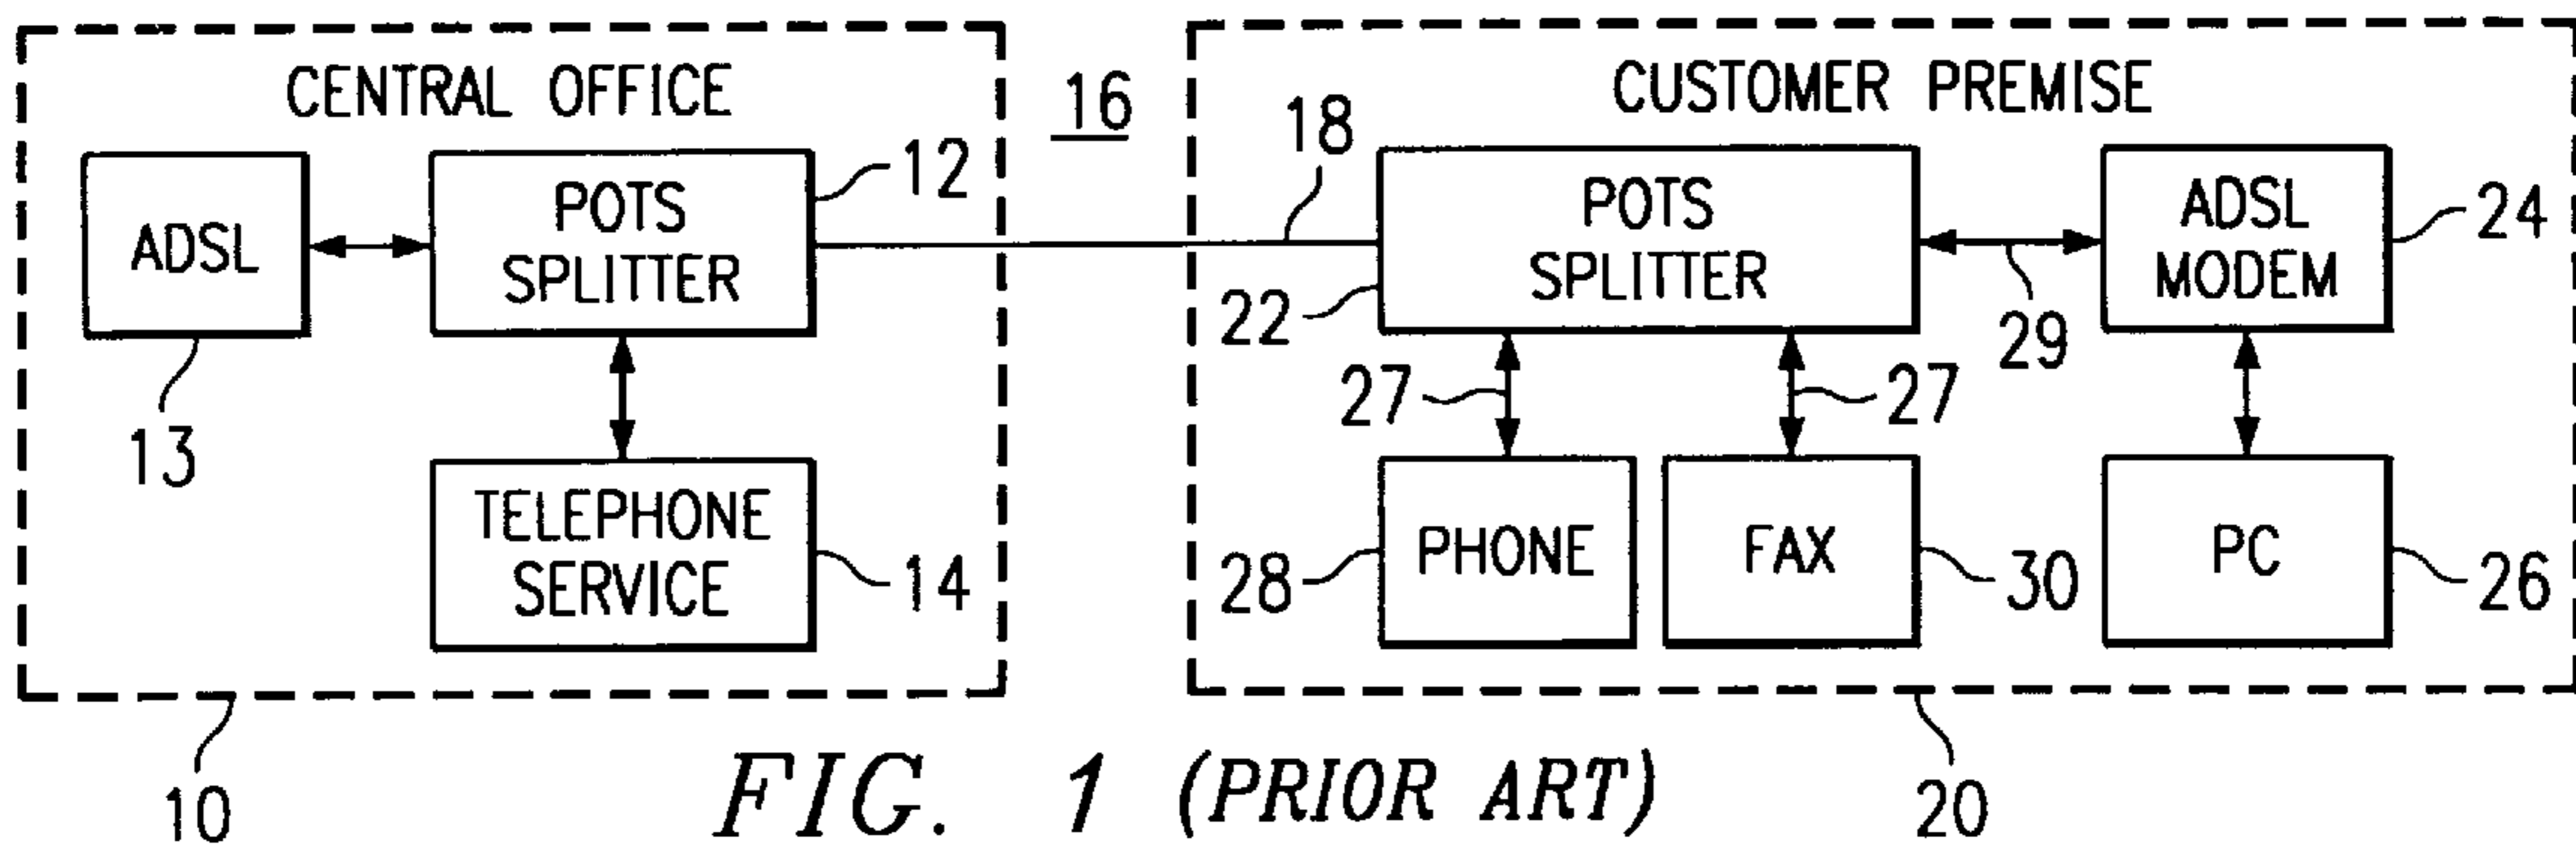 CENTRAL OFFICE
16
CUSTOMER PREMISE
18
12
ADSL
POTS
SPLITTER
13
TELEPHONE
SERVICE
14
10
POTS
SPLITTER
22
ADSL
MODEM
24
29
27
27
28
PHONE
FAX
30
PC
26
20
FIG. 1 (PRIOR ART)